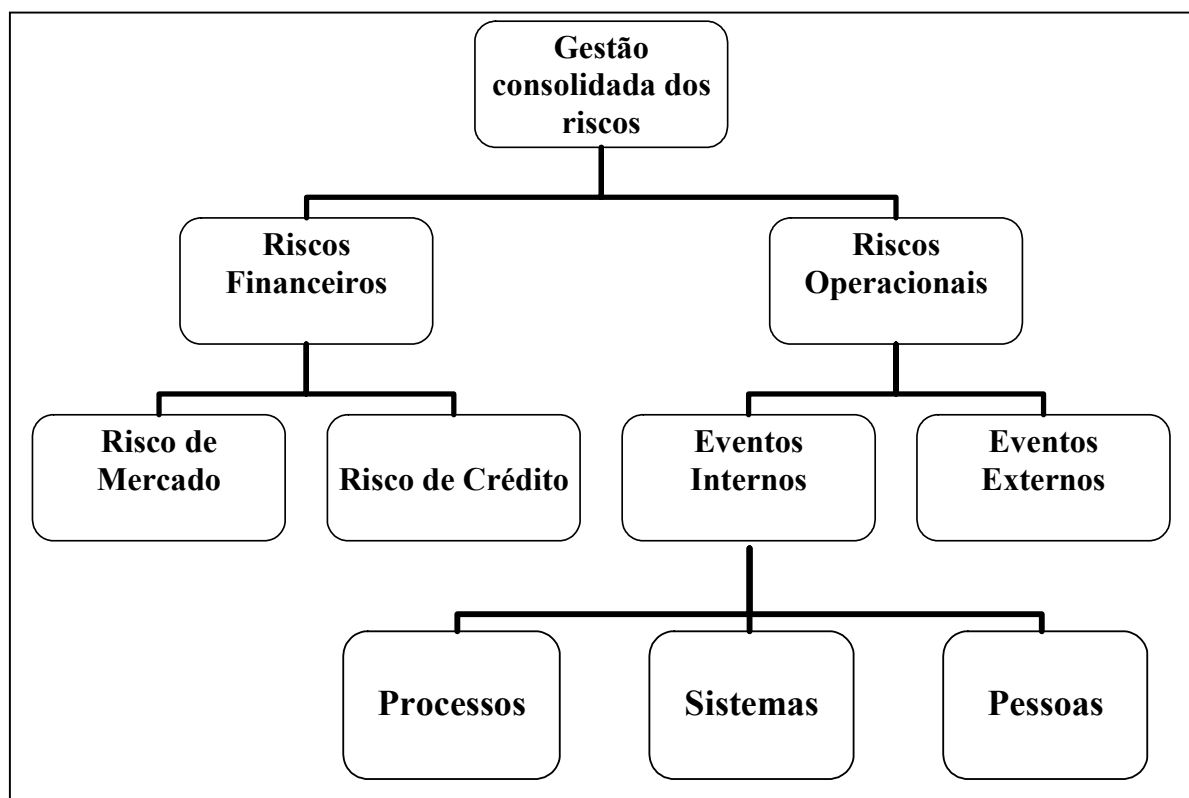 Gestão
consolidada dos
riscos
Riscos
Financeiros
Riscos
Operacionais
Risco de
Mercado
Risco de Crédito
Eventos
Internos
Eventos
Externos
Processos
Sistemas
Pessoas